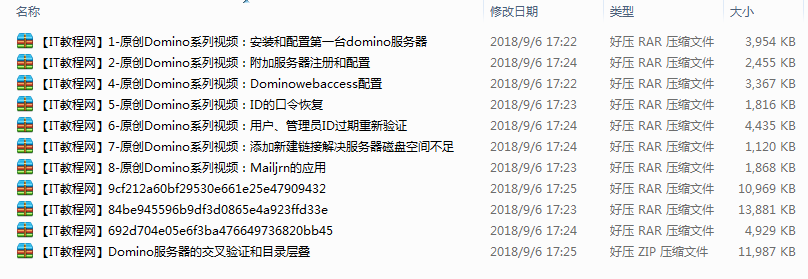 名称 修改日期 类型 大小
【IT教程网】1-原创Domino系列视频：安装和配置第一台domino服务器 2018/9/6 17:22 好压 RAR 压缩文件 3,954 KB
【IT教程网】2-原创Domino系列视频：附加服务器注册和配置 2018/9/6 17:24 好压 RAR 压缩文件 2,455 KB
【IT教程网】4-原创Domino系列视频：Dominowebaccess配置 2018/9/6 17:22 好压 RAR 压缩文件 3,367 KB
【IT教程网】5-原创Domino系列视频：ID的口令恢复 2018/9/6 17:23 好压 RAR 压缩文件 1,816 KB
【IT教程网】6-原创Domino系列视频：用户、管理员ID过期重新验证 2018/9/6 17:24 好压 RAR 压缩文件 4,435 KB
【IT教程网】7-原创Domino系列视频：添加新建链接解决服务器磁盘空间不足 2018/9/6 17:24 好压 RAR 压缩文件 1,120 KB
【IT教程网】8-原创Domino系列视频：Mailjrn的应用 2018/9/6 17:23 好压 RAR 压缩文件 1,868 KB
【IT教程网】9cf212a60bf29530e661e25e47909432 2018/9/6 17:25 好压 RAR 压缩文件 10,969 KB
【IT教程网】84be945596b9df3d0865e4a923ffd33e 2018/9/6 17:23 好压 RAR 压缩文件 13,881 KB
【IT教程网】692d704e05e6f3ba476649736820bb45 2018/9/6 17:24 好压 RAR 压缩文件 4,929 KB
【IT教程网】Domino服务器的交叉验证和目录层叠 2018/9/6 17:25 好压 ZIP 压缩文件 11,987 KB